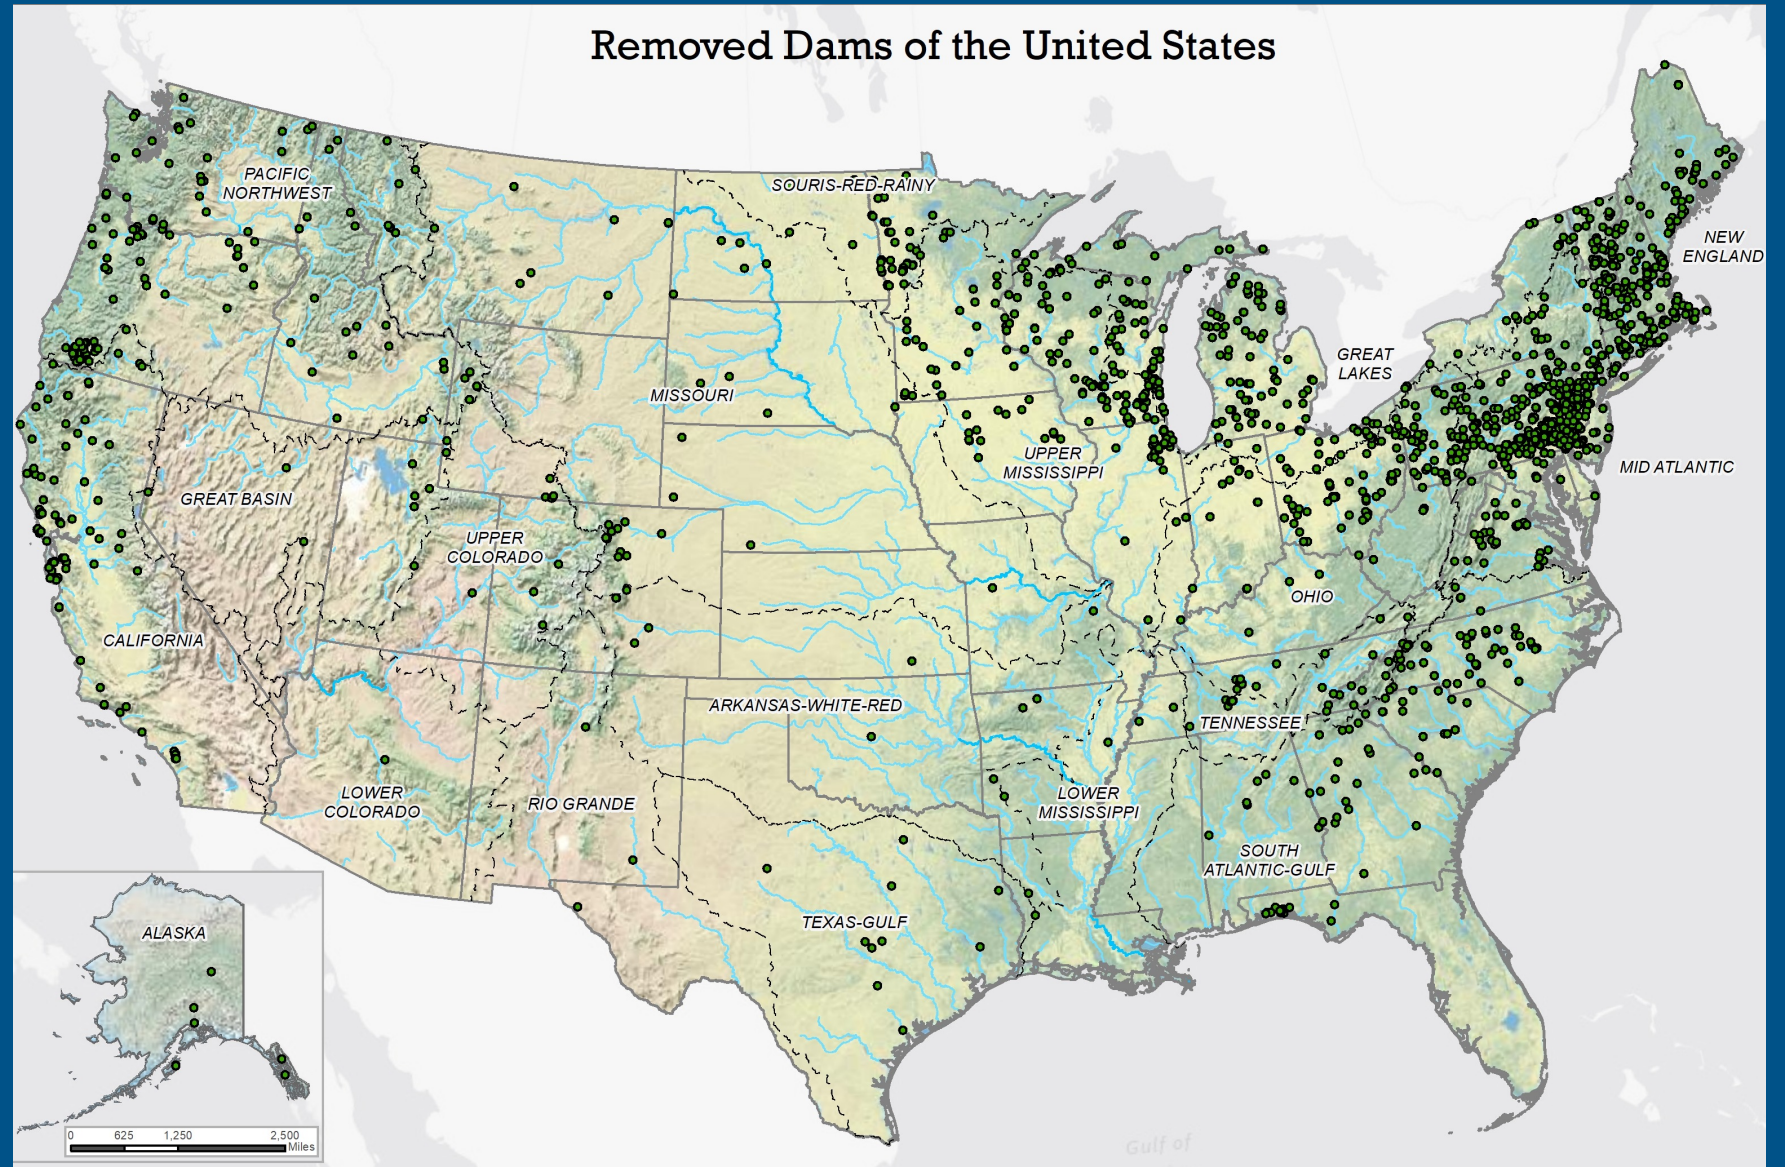 Removed Dams of the United States
PACIFIC
NORTHWEST
SOURIS-RED-RAINY
NEW
ENGLAND
GREAT
LAKES
MISSOURI
UPPER
MISSISSIPPI
MID ATLANTIC
GREAT BASIN
UPPER
COLORADO
OHIO
CALIFORNIA
ARKANSAS-WHITE-RED
TENNESSEE
LOWER
COLORADO
RIO GRANDE
LOWER
MISSISSIPPI
SOUTH
ATLANTIC-GULF
TEXAS-GULF
ALASKA
0 625 1,250 2,500
Miles
Gulf of